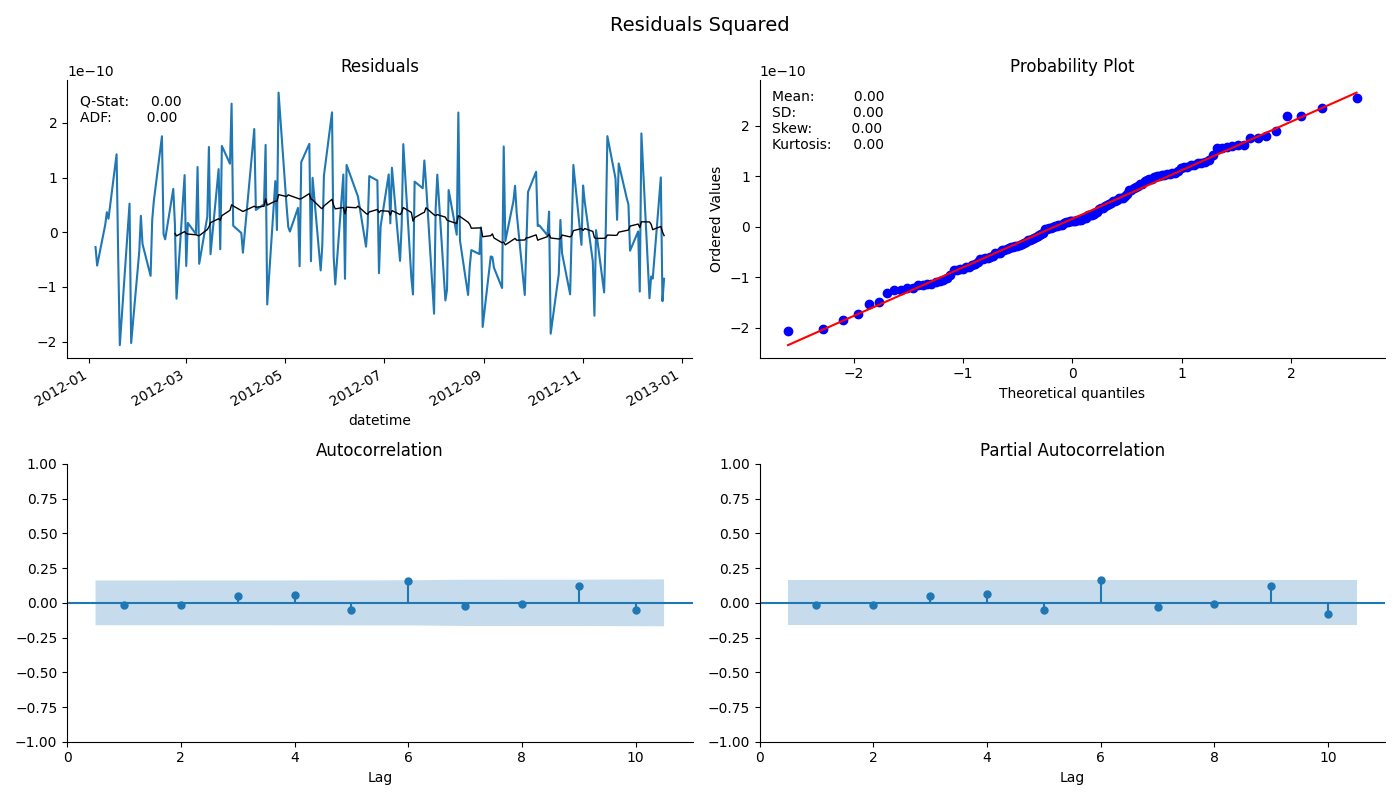 Residuals Squared
Residuals
1e−10
Q-Stat: 0.00
ADF: 0.00
2
1
0
−1
−2
2012-01
2012-03
2012-05
2012-07
2012-09
2012-11
2013-01
datetime
Probability Plot
1e−10
Mean: 0.00
SD: 0.00
Skew: 0.00
Kurtosis: 0.00
Ordered Values
2
1
0
−1
−2
−2
−1
0
1
2
Theoretical quantiles
Autocorrelation
1.00
0.75
0.50
0.25
0.00
−0.25
−0.50
−0.75
−1.00
0
2
4
6
8
10
Lag
Partial Autocorrelation
1.00
0.75
0.50
0.25
0.00
−0.25
−0.50
−0.75
−1.00
0
2
4
6
8
10
Lag